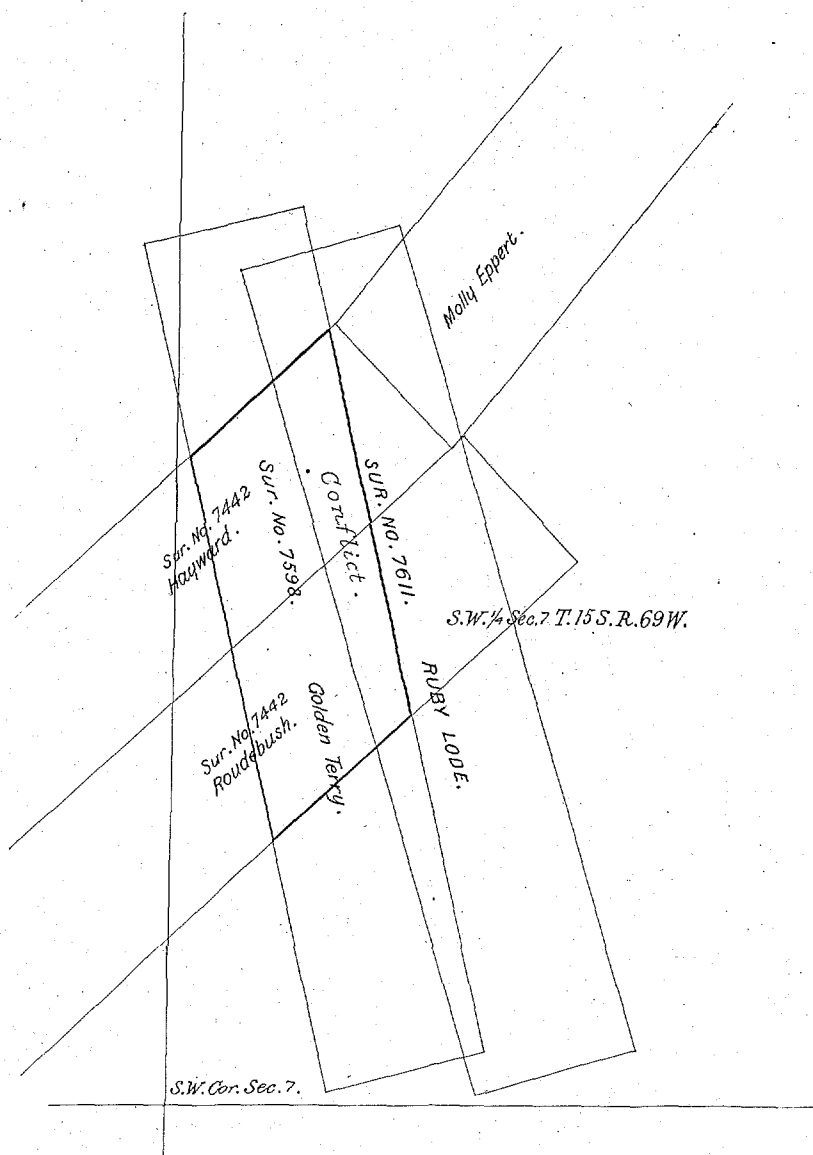 Molly Eppert.
Sur. No. 7442
Hayward.
Sur. No. 7598.
Conflict.
SUR. NO. 7611.
S.W. ¼ Sec. 7 T. 15 S. R. 69 W.
Sur. No. 7442
Roudebush.
Golden Terry.
RUBY LODE.
S.W. Cor. Sec. 7.